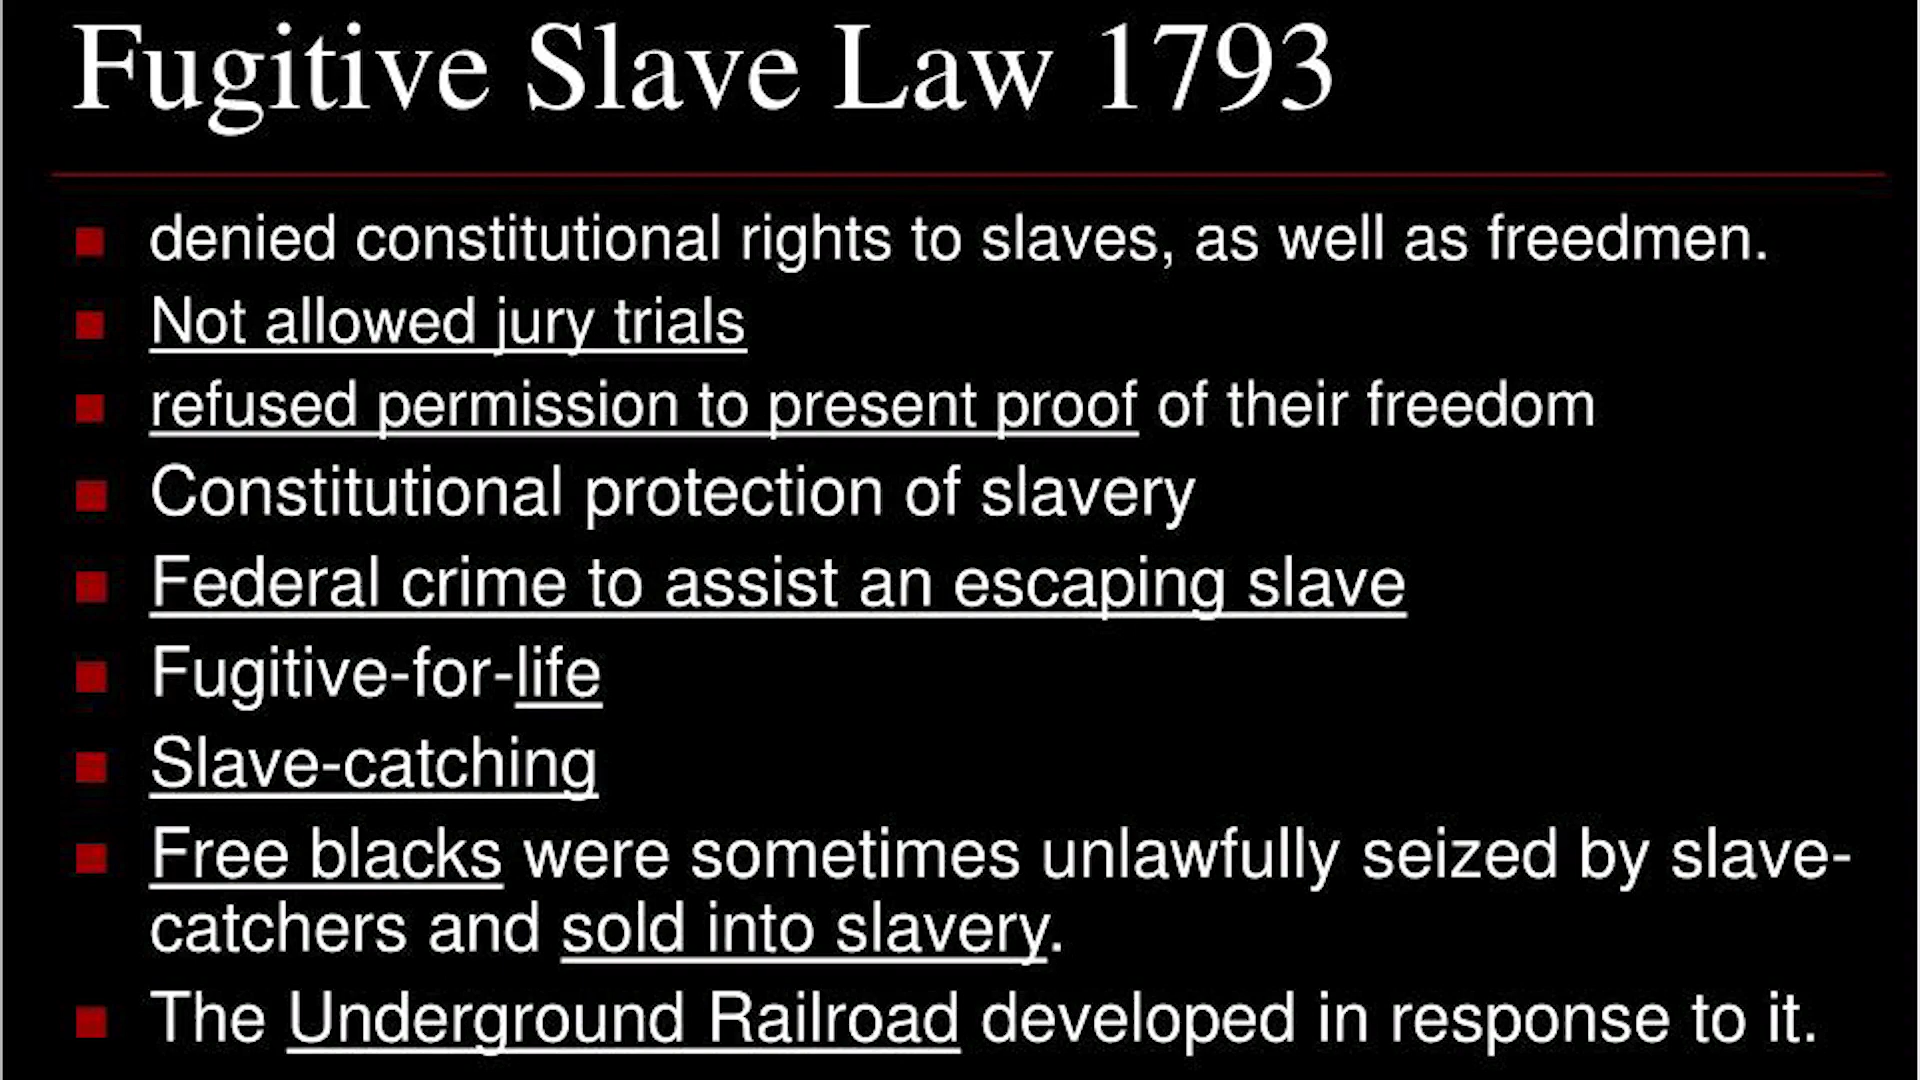 Fugitive Slave Law 1793
denied constitutional rights to slaves, as well as freedmen.
Not allowed jury trials
refused permission to present proof of their freedom
Constitutional protection of slavery
Federal crime to assist an escaping slave
Fugitive-for-life
Slave-catching
Free blacks were sometimes unlawfully seized by slave-
catchers and sold into slavery.
The Underground Railroad developed in response to it.